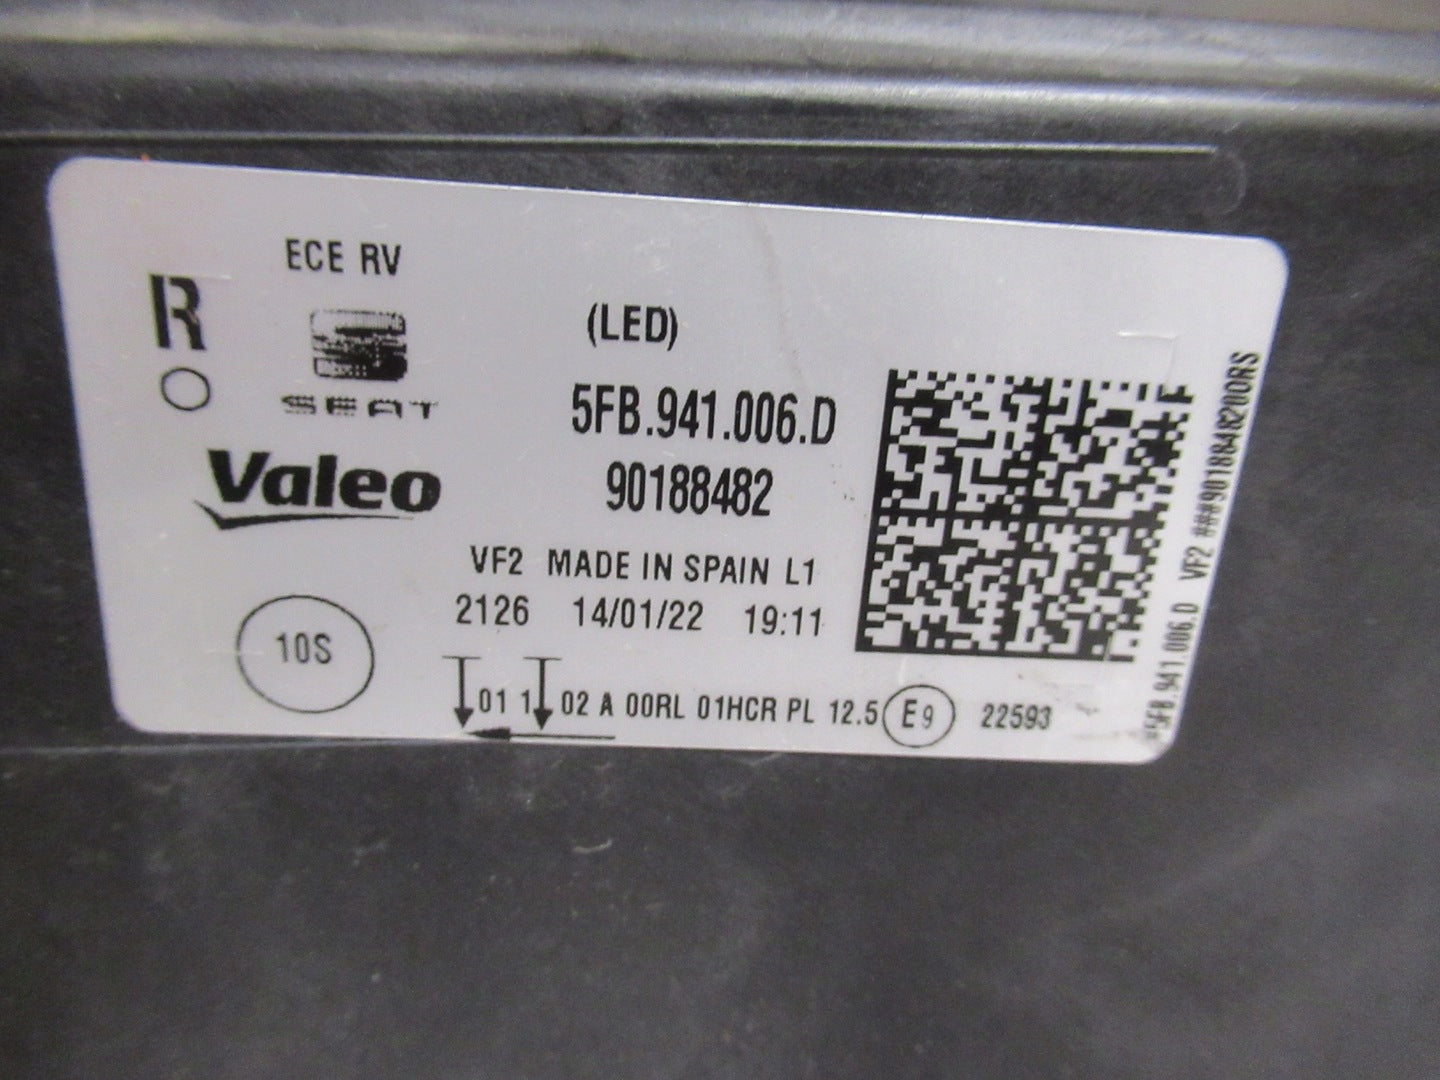 ECE RV
R
SEAT
(LED)
5FB.941.006.D
Valeo
90188482
VF2 MADE IN SPAIN L1
2126 14/01/22 19:11
10S
01 1 02 A 00RL 01HCR PL 12.5 E9 22593
#5FB.941.006.D VF2 ###9018848200RS